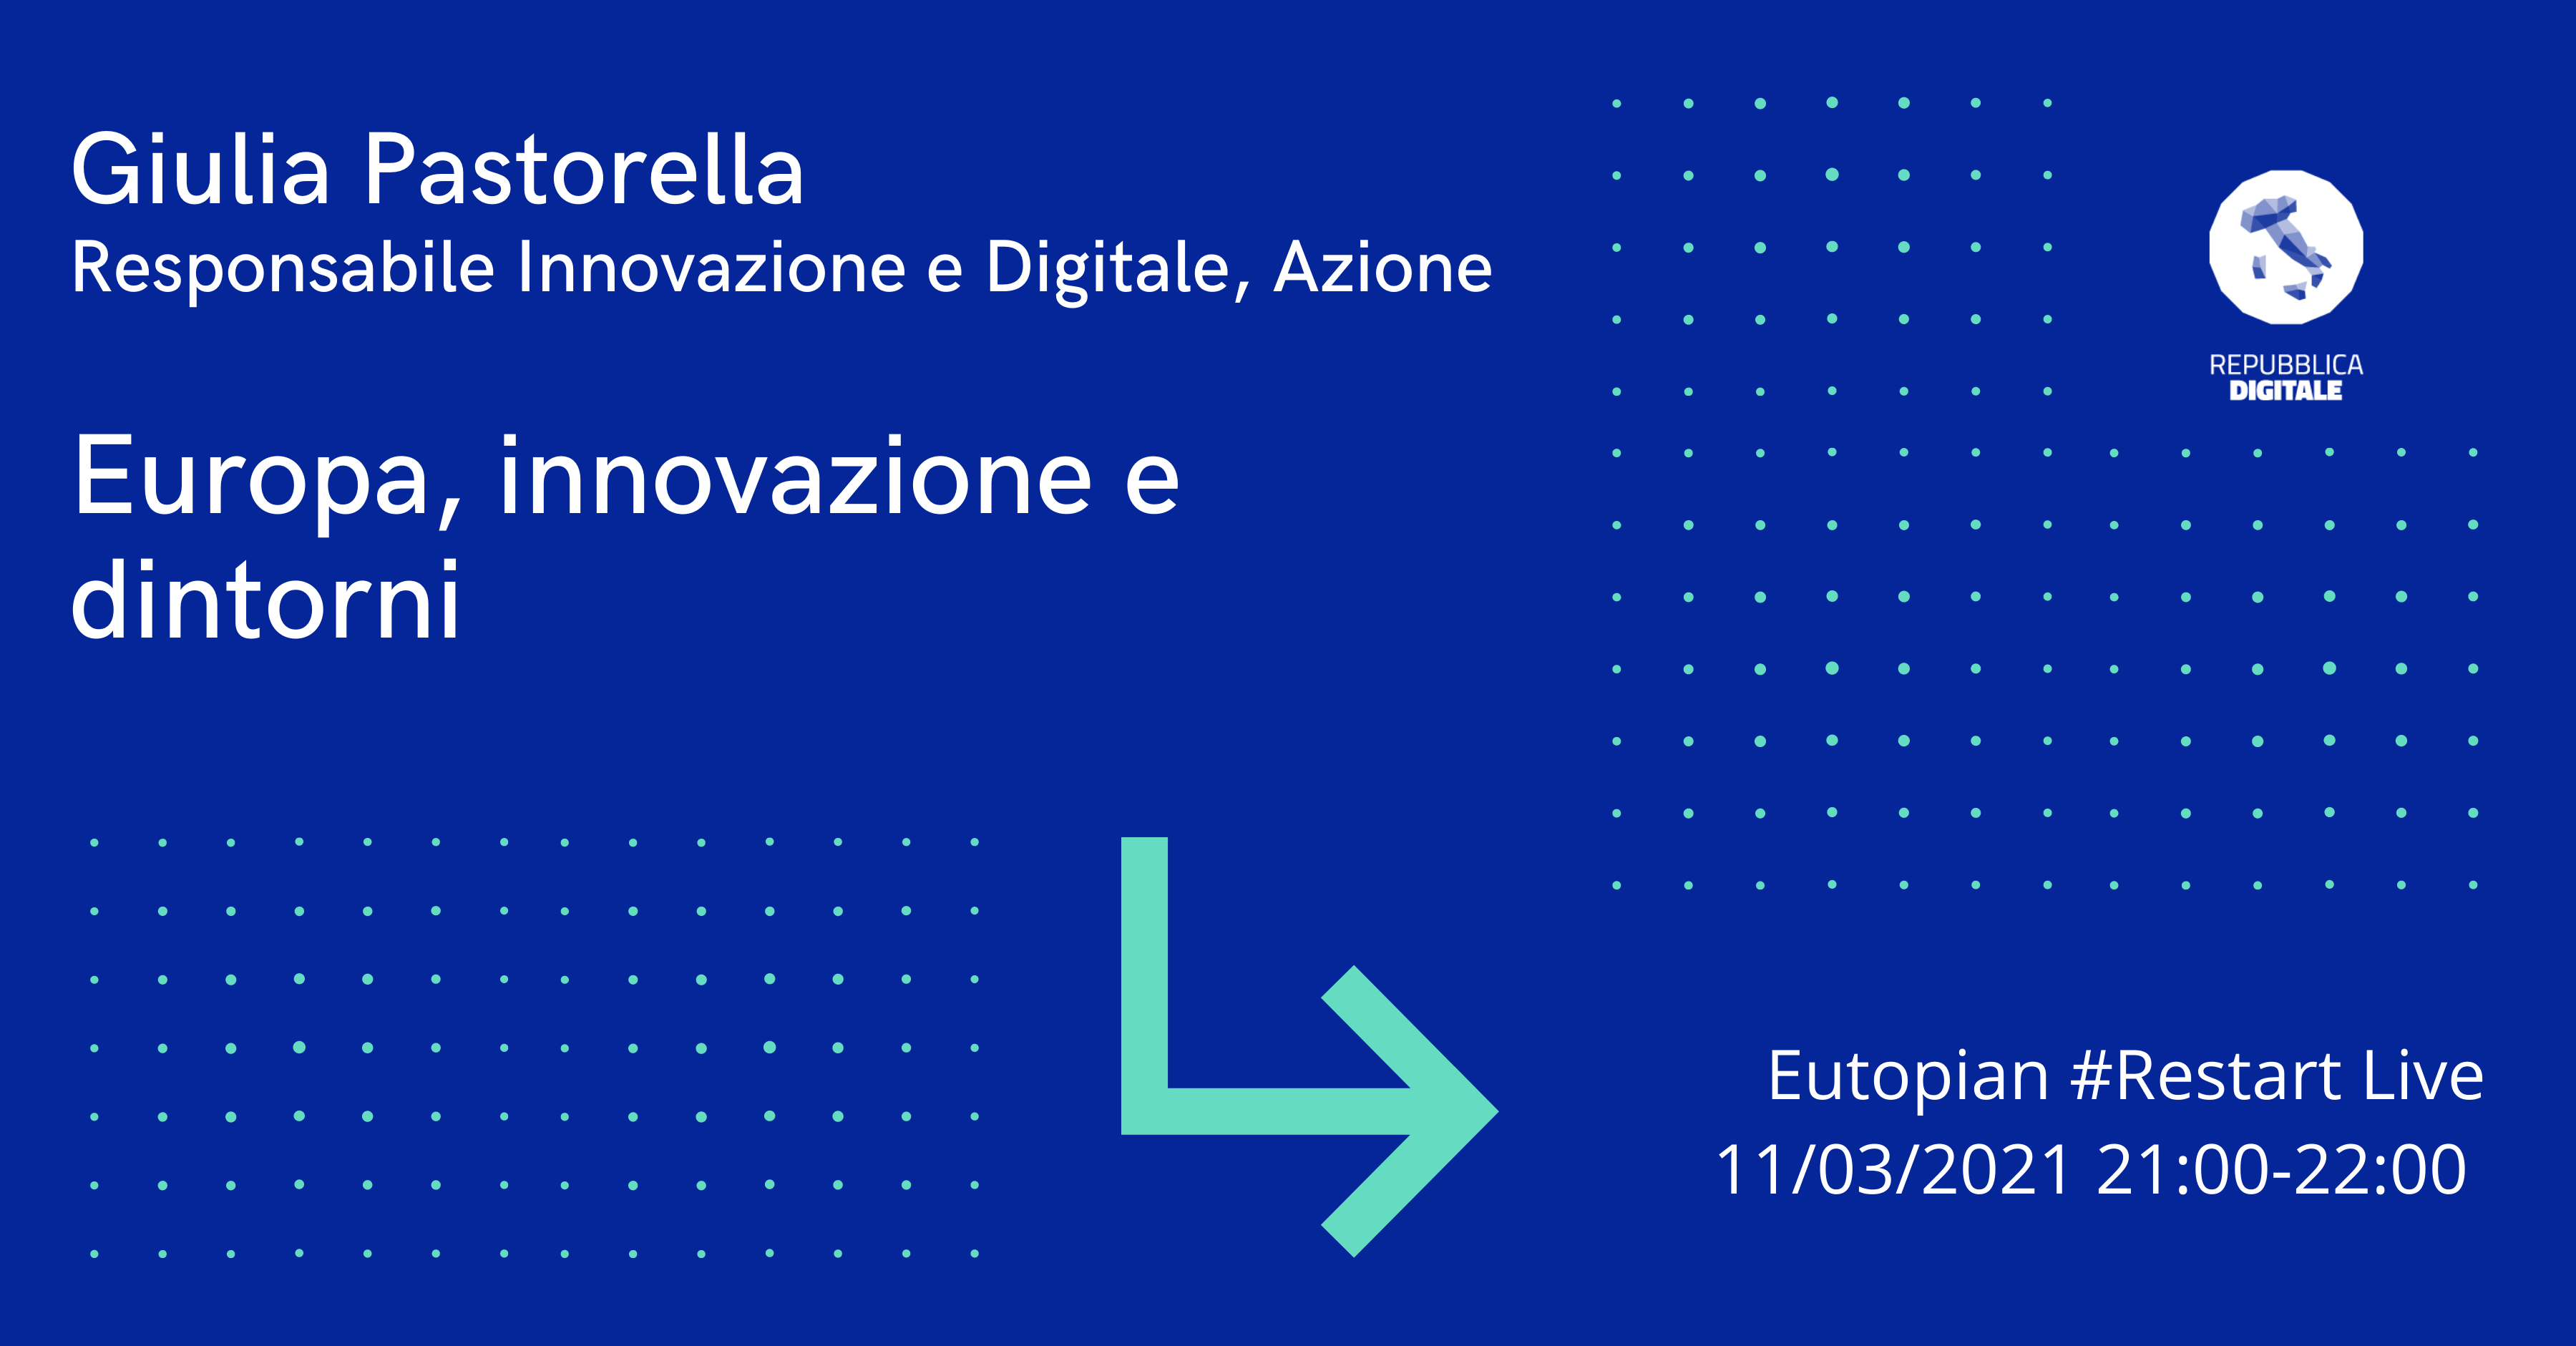 Giulia Pastorella
Responsabile Innovazione e Digitale, Azione
Europa, innovazione e
dintorni
REPUBBLICA
DIGITALE
Eutopian #Restart Live
11/03/2021 21:00-22:00